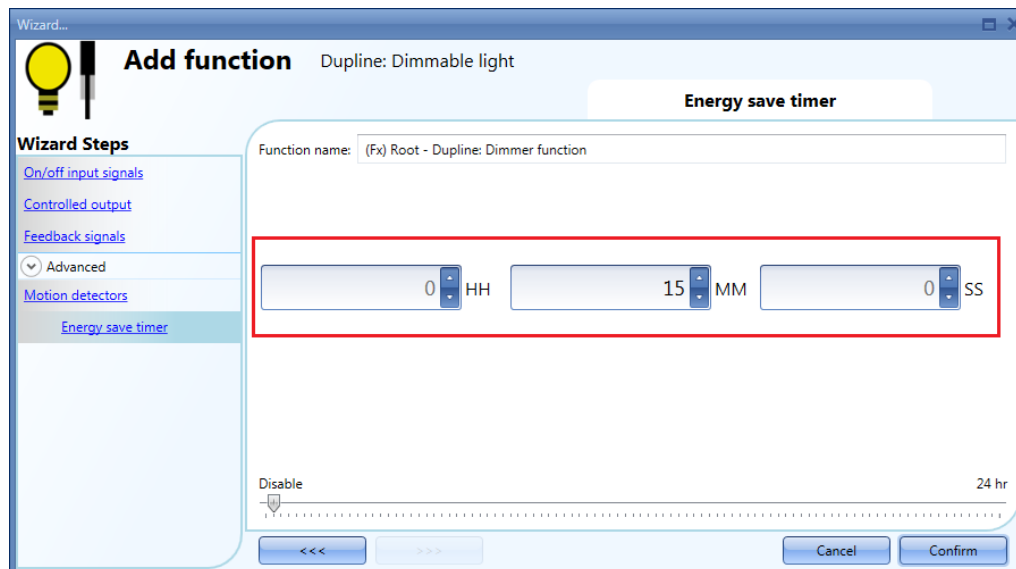 Wizard...
Add function Dupline: Dimmable light
Energy save timer
Wizard Steps
On/off input signals
Controlled output
Feedback signals
Advanced
Motion detectors
Energy save timer
Function name: (Fx) Root - Dupline: Dimmer function
0 HH 15 MM 0 SS
Disable 24 hr
<<< >>> Cancel Confirm